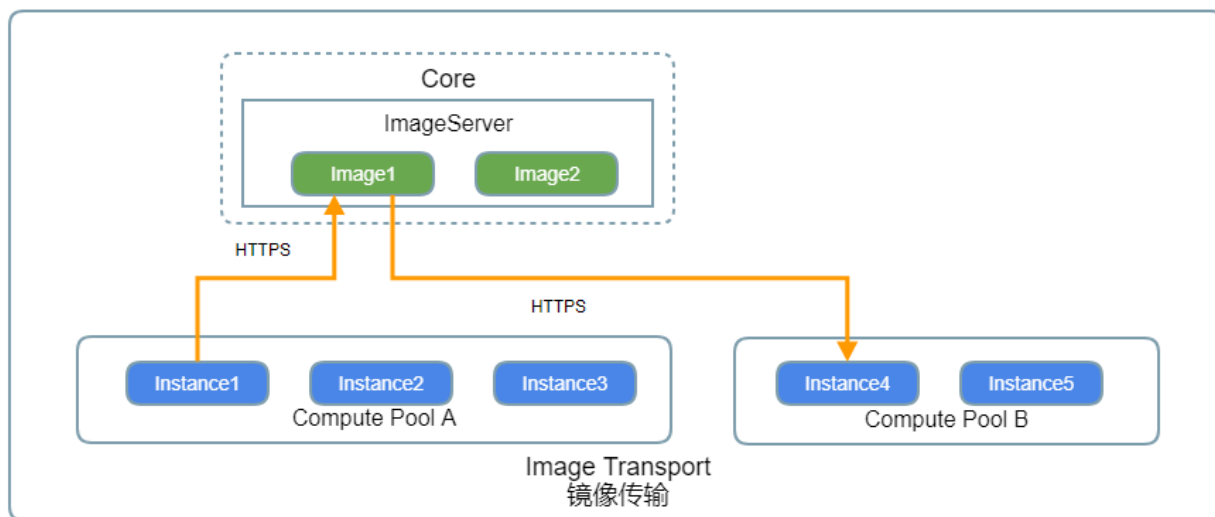 Core
ImageServer
Image1
Image2
HTTPS
HTTPS
Instance1
Instance2
Instance3
Compute Pool A
Instance4
Instance5
Compute Pool B
Image Transport
镜像传输